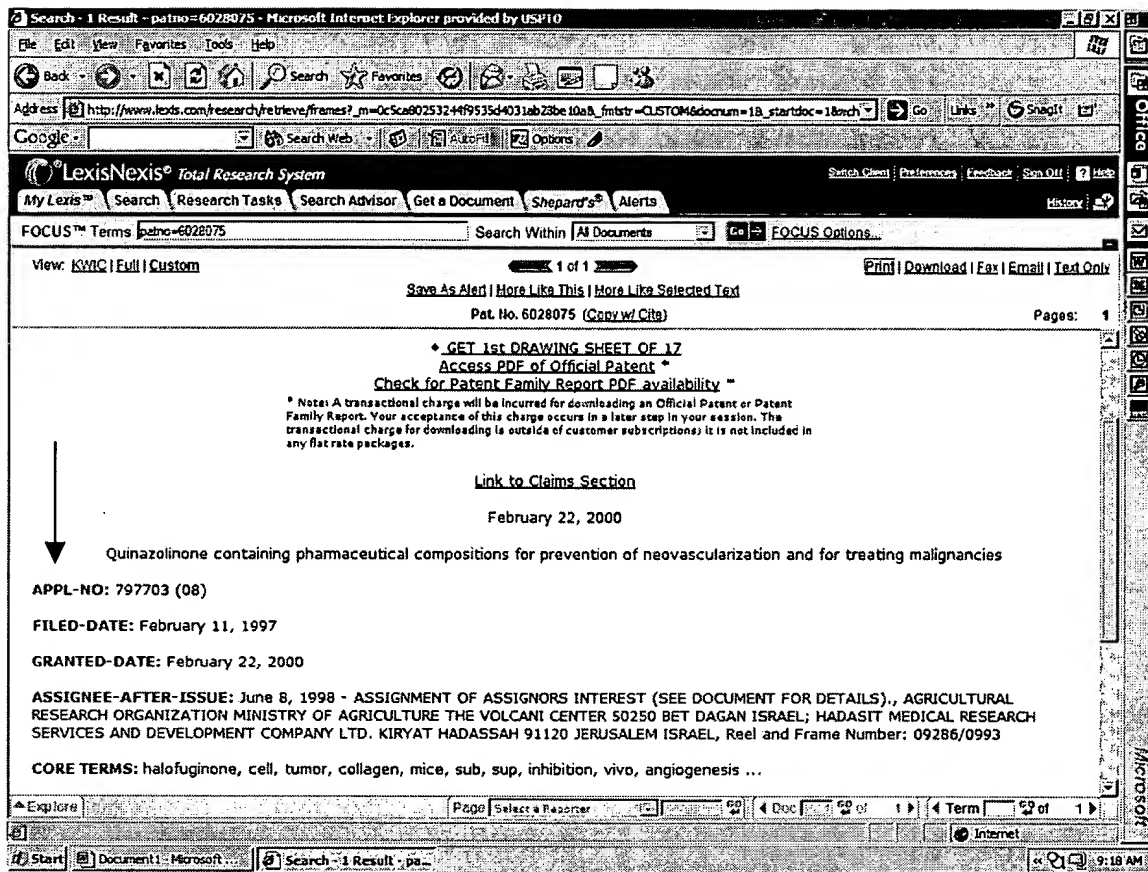 Search - 1 Result - patno=6028075 - Microsoft Internet Explorer provided by USPTO
File Edit View Favorites Tools Help
Back Search Favorites
Address http://www.lexis.com/research/retrieve/frames? Go Links » SnagIt
Google - Search Web AutoFill Options
LexisNexis® Total Research System Switch Client | Preferences | Feedback | Sign Off | ? Help
My Lexis™ Search Research Tasks Search Advisor Get a Document Shepard's® Alerts History
FOCUS™ Terms patno=6028075 Search Within All Documents Go FOCUS Options...
View: KWIC | Full | Custom 1 of 1 Print | Download | Fax | Email | Text Only
Save As Alert | More Like This | More Like Selected Text
Pat. No. 6028075 (Copy w/ Cite) Pages: 1
GET 1st DRAWING SHEET OF 17
Access PDF of Official Patent *
Check for Patent Family Report PDF availability *
* Note: A transactional charge will be incurred for downloading an Official Patent or Patent
Family Report. Your acceptance of this charge occurs in a later step in your session. The
transactional charge for downloading is outside of customer subscriptions; it is not included in
any flat rate packages.
Link to Claims Section
February 22, 2000
Quinazolinone containing pharmaceutical compositions for prevention of neovascularization and for treating malignancies
APPL-NO: 797703 (08)
FILED-DATE: February 11, 1997
GRANTED-DATE: February 22, 2000
ASSIGNEE-AFTER-ISSUE: June 8, 1998 - ASSIGNMENT OF ASSIGNORS INTEREST (SEE DOCUMENT FOR DETAILS)., AGRICULTURAL
RESEARCH ORGANIZATION MINISTRY OF AGRICULTURE THE VOLCANI CENTER 50250 BET DAGAN ISRAEL; HADASIT MEDICAL RESEARCH
SERVICES AND DEVELOPMENT COMPANY LTD. KIRYAT HADASSAH 91120 JERUSALEM ISRAEL, Reel and Frame Number: 09286/0993
CORE TERMS: halofuginone, cell, tumor, collagen, mice, sub, sup, inhibition, vivo, angiogenesis ...
Explore Page Select a Reporter Go Doc 1 Go of 1 Term Go of 1
Internet
Start Document1 - Microsoft ... Search - 1 Result - pa... 9:18 AM
Office
Microsoft